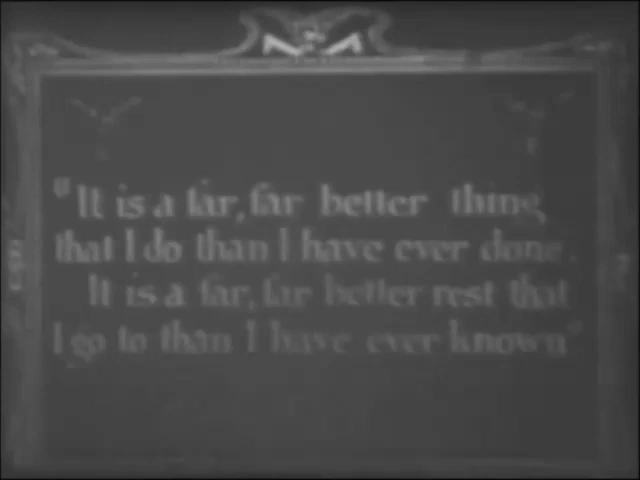 "It is a far, far better thing
that I do than I have ever done.
It is a far, far better rest that
I go to than I have ever known"